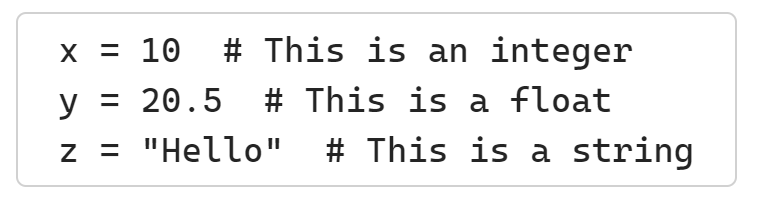 x = 10  # This is an integer
y = 20.5  # This is a float
z = "Hello"  # This is a string